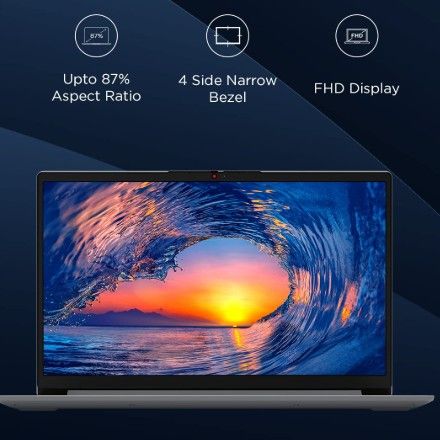 87%
FHD
Upto 87%
Aspect Ratio
4 Side Narrow
Bezel
FHD Display